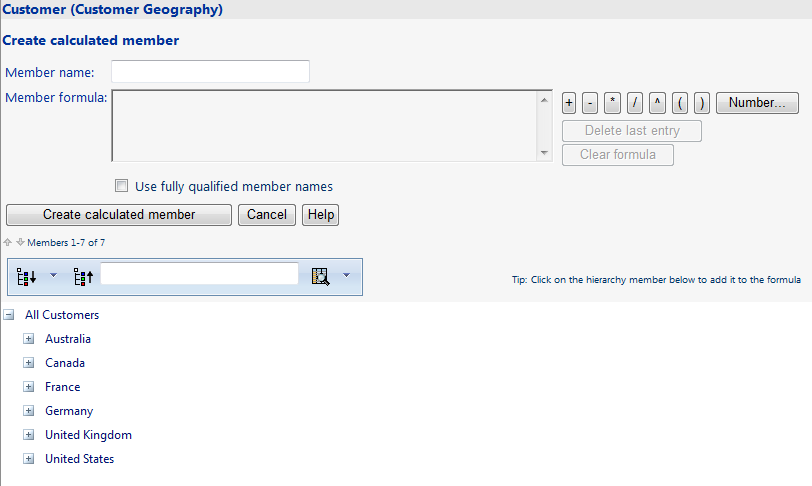 Customer (Customer Geography)
Create calculated member
Member name:
Member formula:
+ - * / ^ ( ) Number...
Delete last entry
Clear formula
Use fully qualified member names
Create calculated member Cancel Help
Members 1-7 of 7
Tip: Click on the hierarchy member below to add it to the formula
All Customers
Australia
Canada
France
Germany
United Kingdom
United States